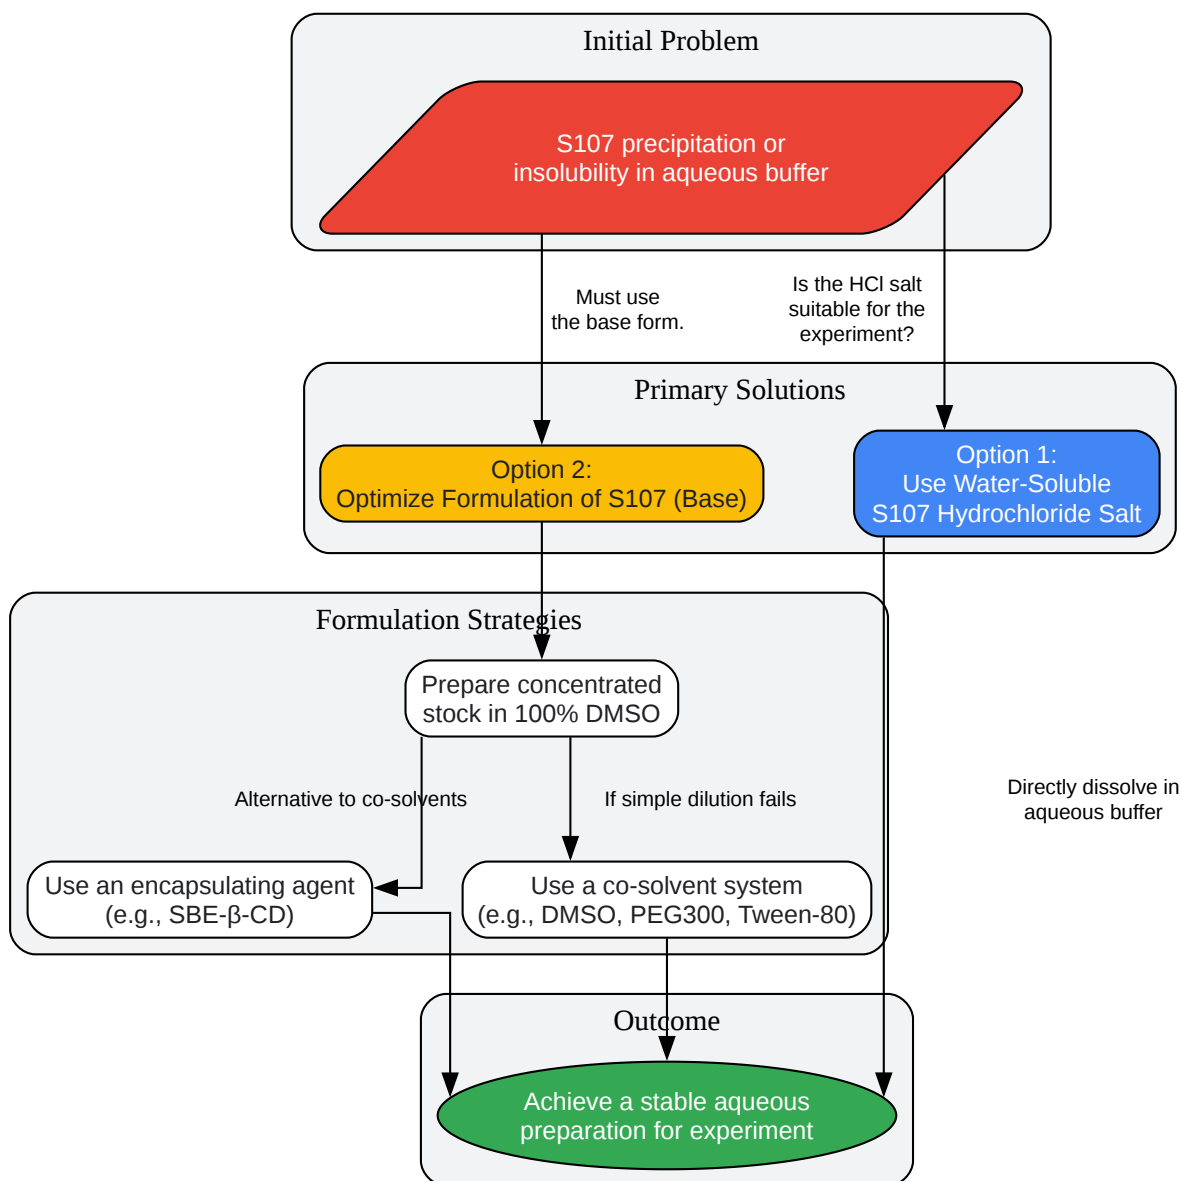 Initial Problem
S107 precipitation or
insolubility in aqueous buffer
Must use
the base form.
Is the HCl salt
suitable for the
experiment?
Primary Solutions
Option 2:
Optimize Formulation of S107 (Base)
Option 1:
Use Water-Soluble
S107 Hydrochloride Salt
Formulation Strategies
Prepare concentrated
stock in 100% DMSO
Alternative to co-solvents
If simple dilution fails
Directly dissolve in
aqueous buffer
Use an encapsulating agent
(e.g., SBE-β-CD)
Use a co-solvent system
(e.g., DMSO, PEG300, Tween-80)
Outcome
Achieve a stable aqueous
preparation for experiment